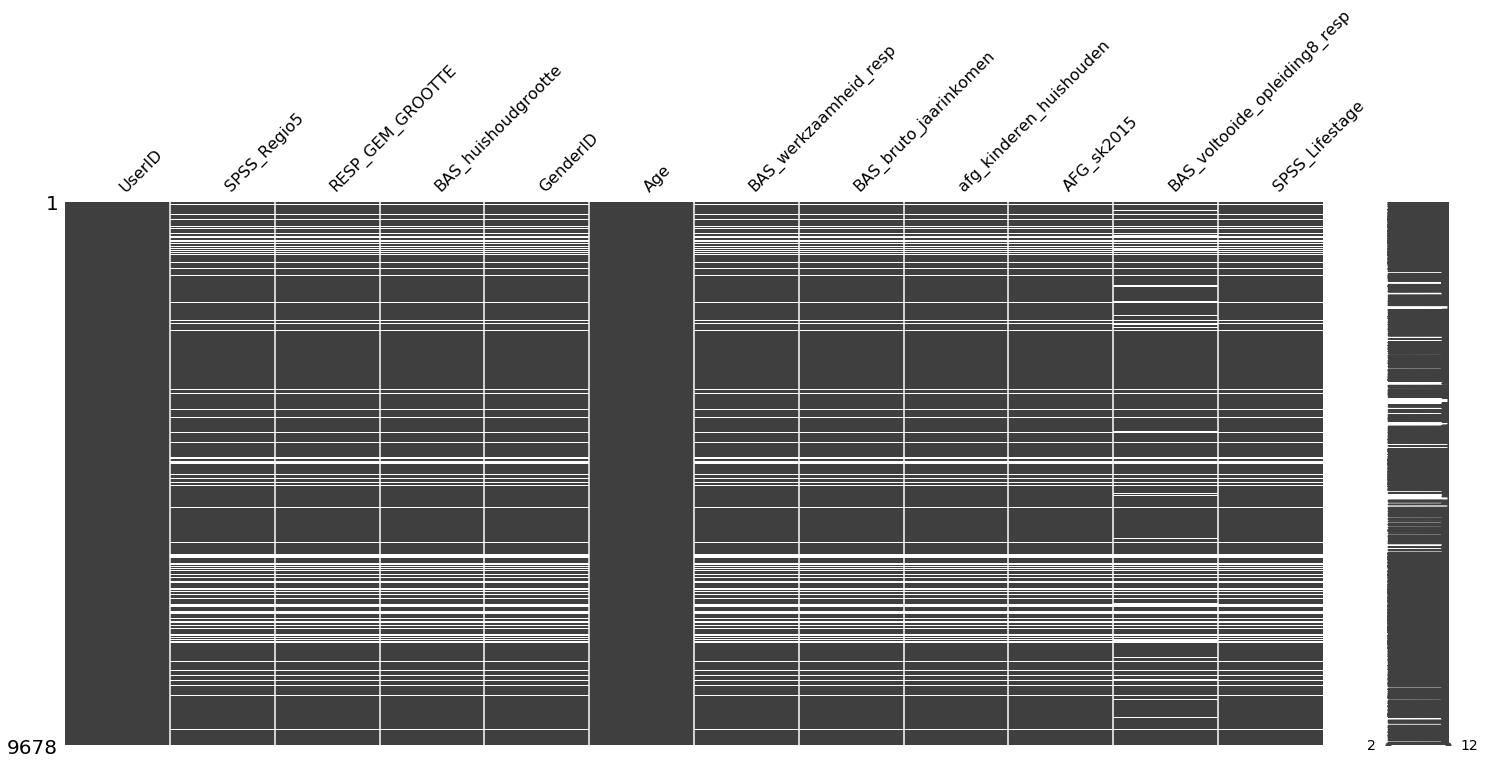 UserID
SPSS_Regio5
RESP_GEM_GROOTTE
BAS_huishoudgrootte
GenderID
Age
BAS_werkzaamheid_resp
BAS_bruto_jaarinkomen
afg_kinderen_huishouden
AFG_sk2015
BAS_voltooide_opleiding8_resp
SPSS_Lifestage
1
9678
2
12